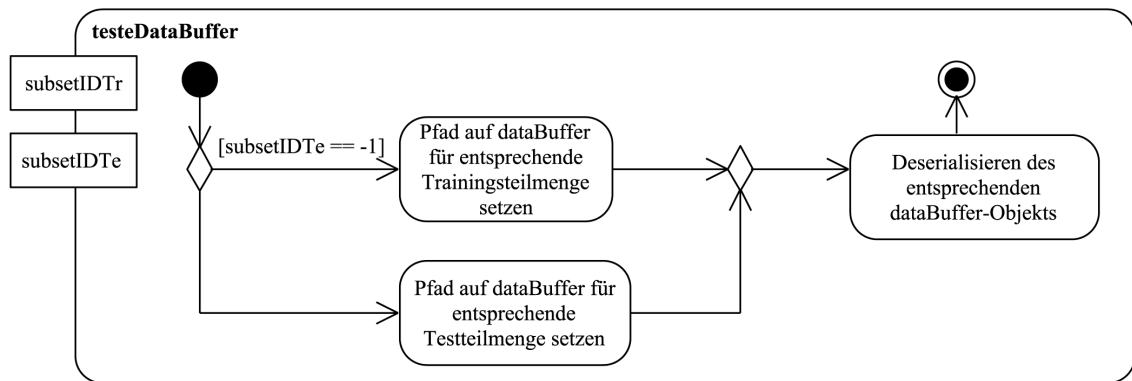 testeDataBuffer
subsetIDTr
subsetIDTe
[subsetIDTe == -1]
Pfad auf dataBuffer
für entsprechende
Trainingsteilmenge
setzen
Pfad auf dataBuffer für
entsprechende
Testteilmenge setzen
Deserialisieren des
entsprechenden
dataBuffer-Objekts